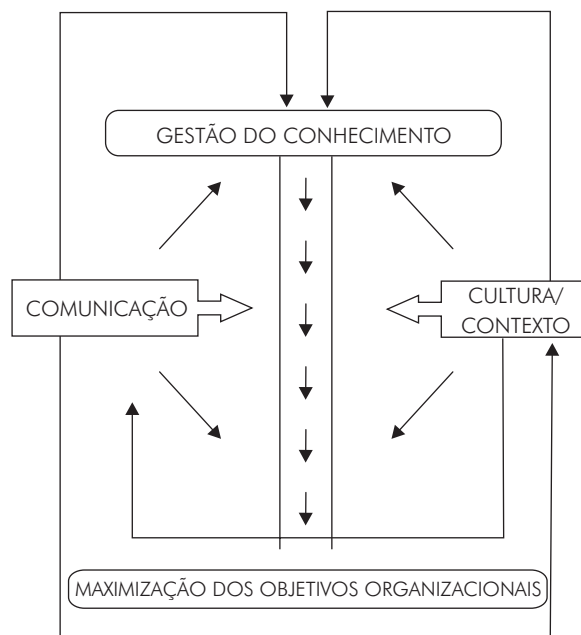 GESTÃO DO CONHECIMENTO
COMUNICAÇÃO
CULTURA/
CONTEXTO
MAXIMIZAÇÃO DOS OBJETIVOS ORGANIZACIONAIS